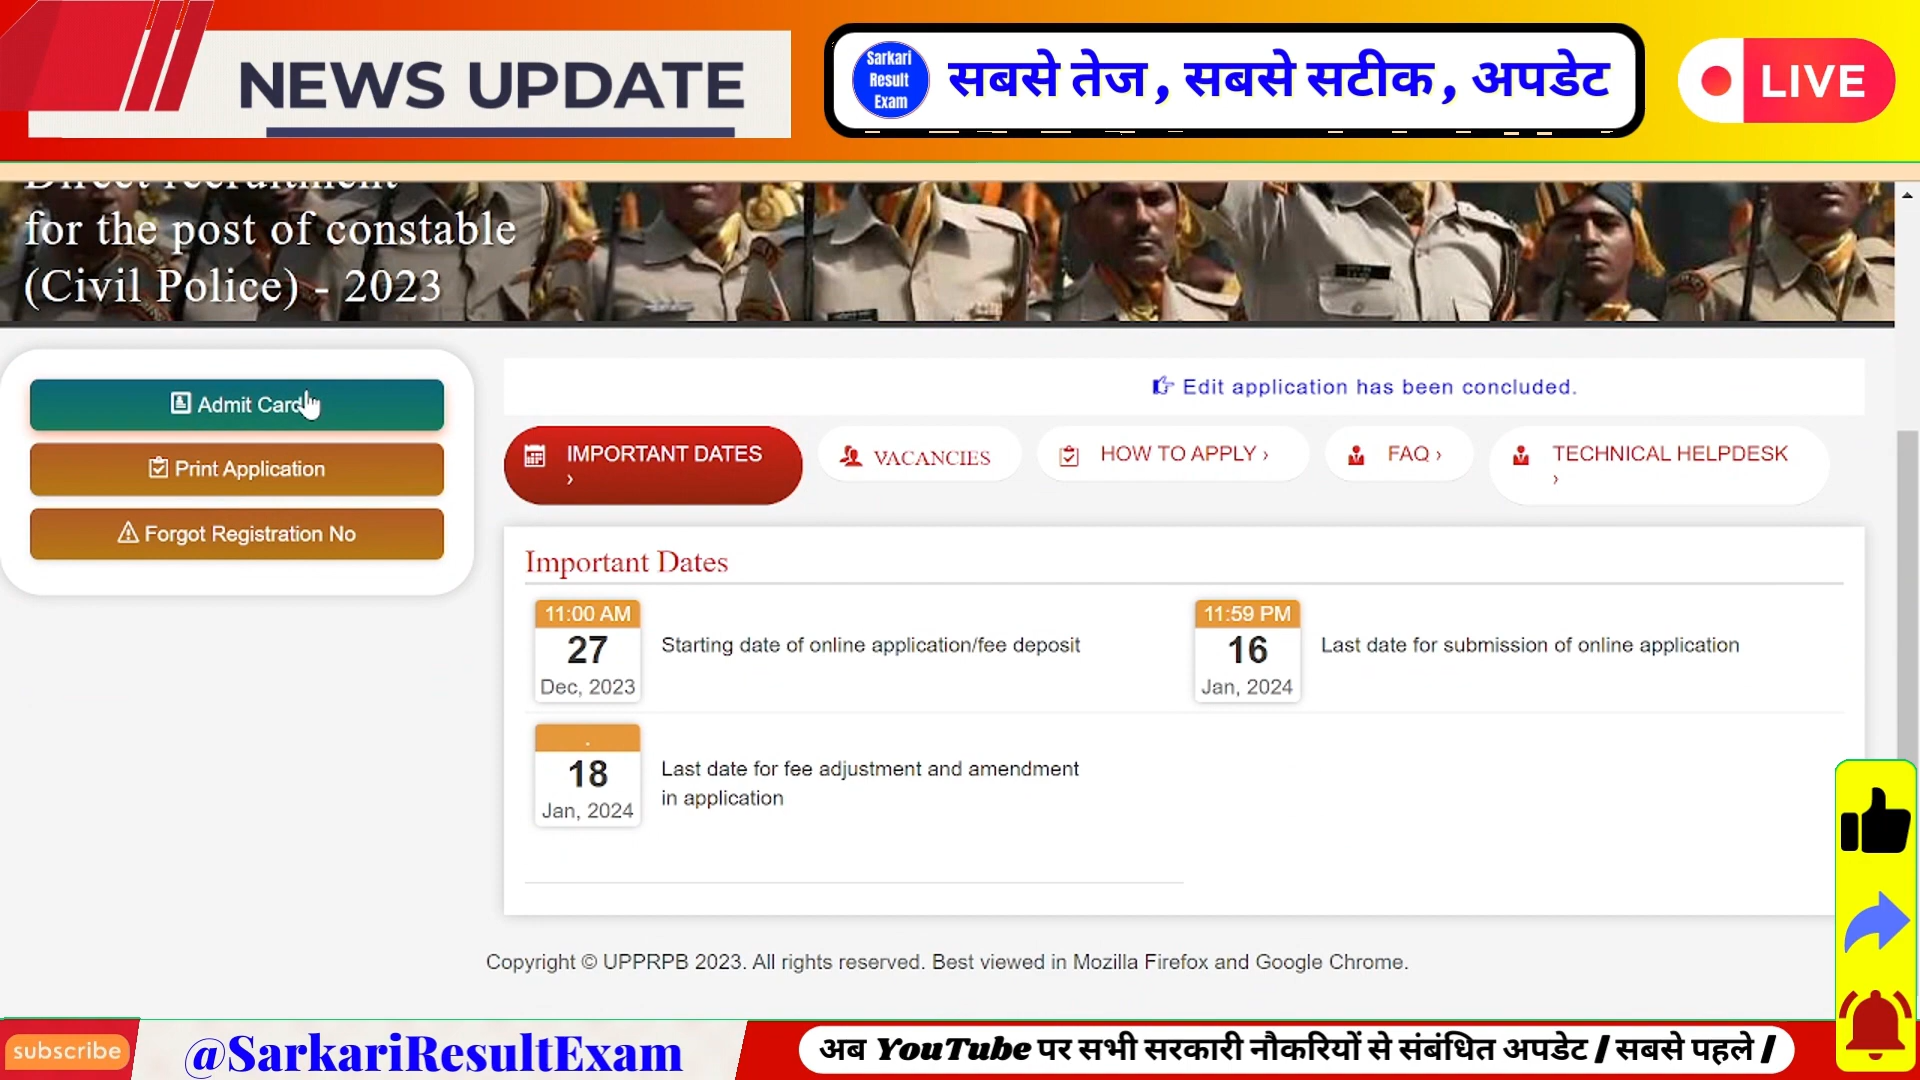 NEWS UPDATE
Sarkari
Result
Exam
सबसे तेज, सबसे सटीक, अपडेट
LIVE
Direct recruitment
for the post of constable
(Civil Police) - 2023
Admit Card
Print Application
Forgot Registration No
Edit application has been concluded.
IMPORTANT DATES ›
VACANCIES
HOW TO APPLY ›
FAQ ›
TECHNICAL HELPDESK ›
Important Dates
11:00 AM
27
Dec, 2023
Starting date of online application/fee deposit
11:59 PM
16
Jan, 2024
Last date for submission of online application
.
18
Jan, 2024
Last date for fee adjustment and amendment
in application
Copyright © UPPRPB 2023. All rights reserved. Best viewed in Mozilla Firefox and Google Chrome.
subscribe
@SarkariResultExam
अब YouTube पर सभी सरकारी नौकरियों से संबंधित अपडेट / सबसे पहले /